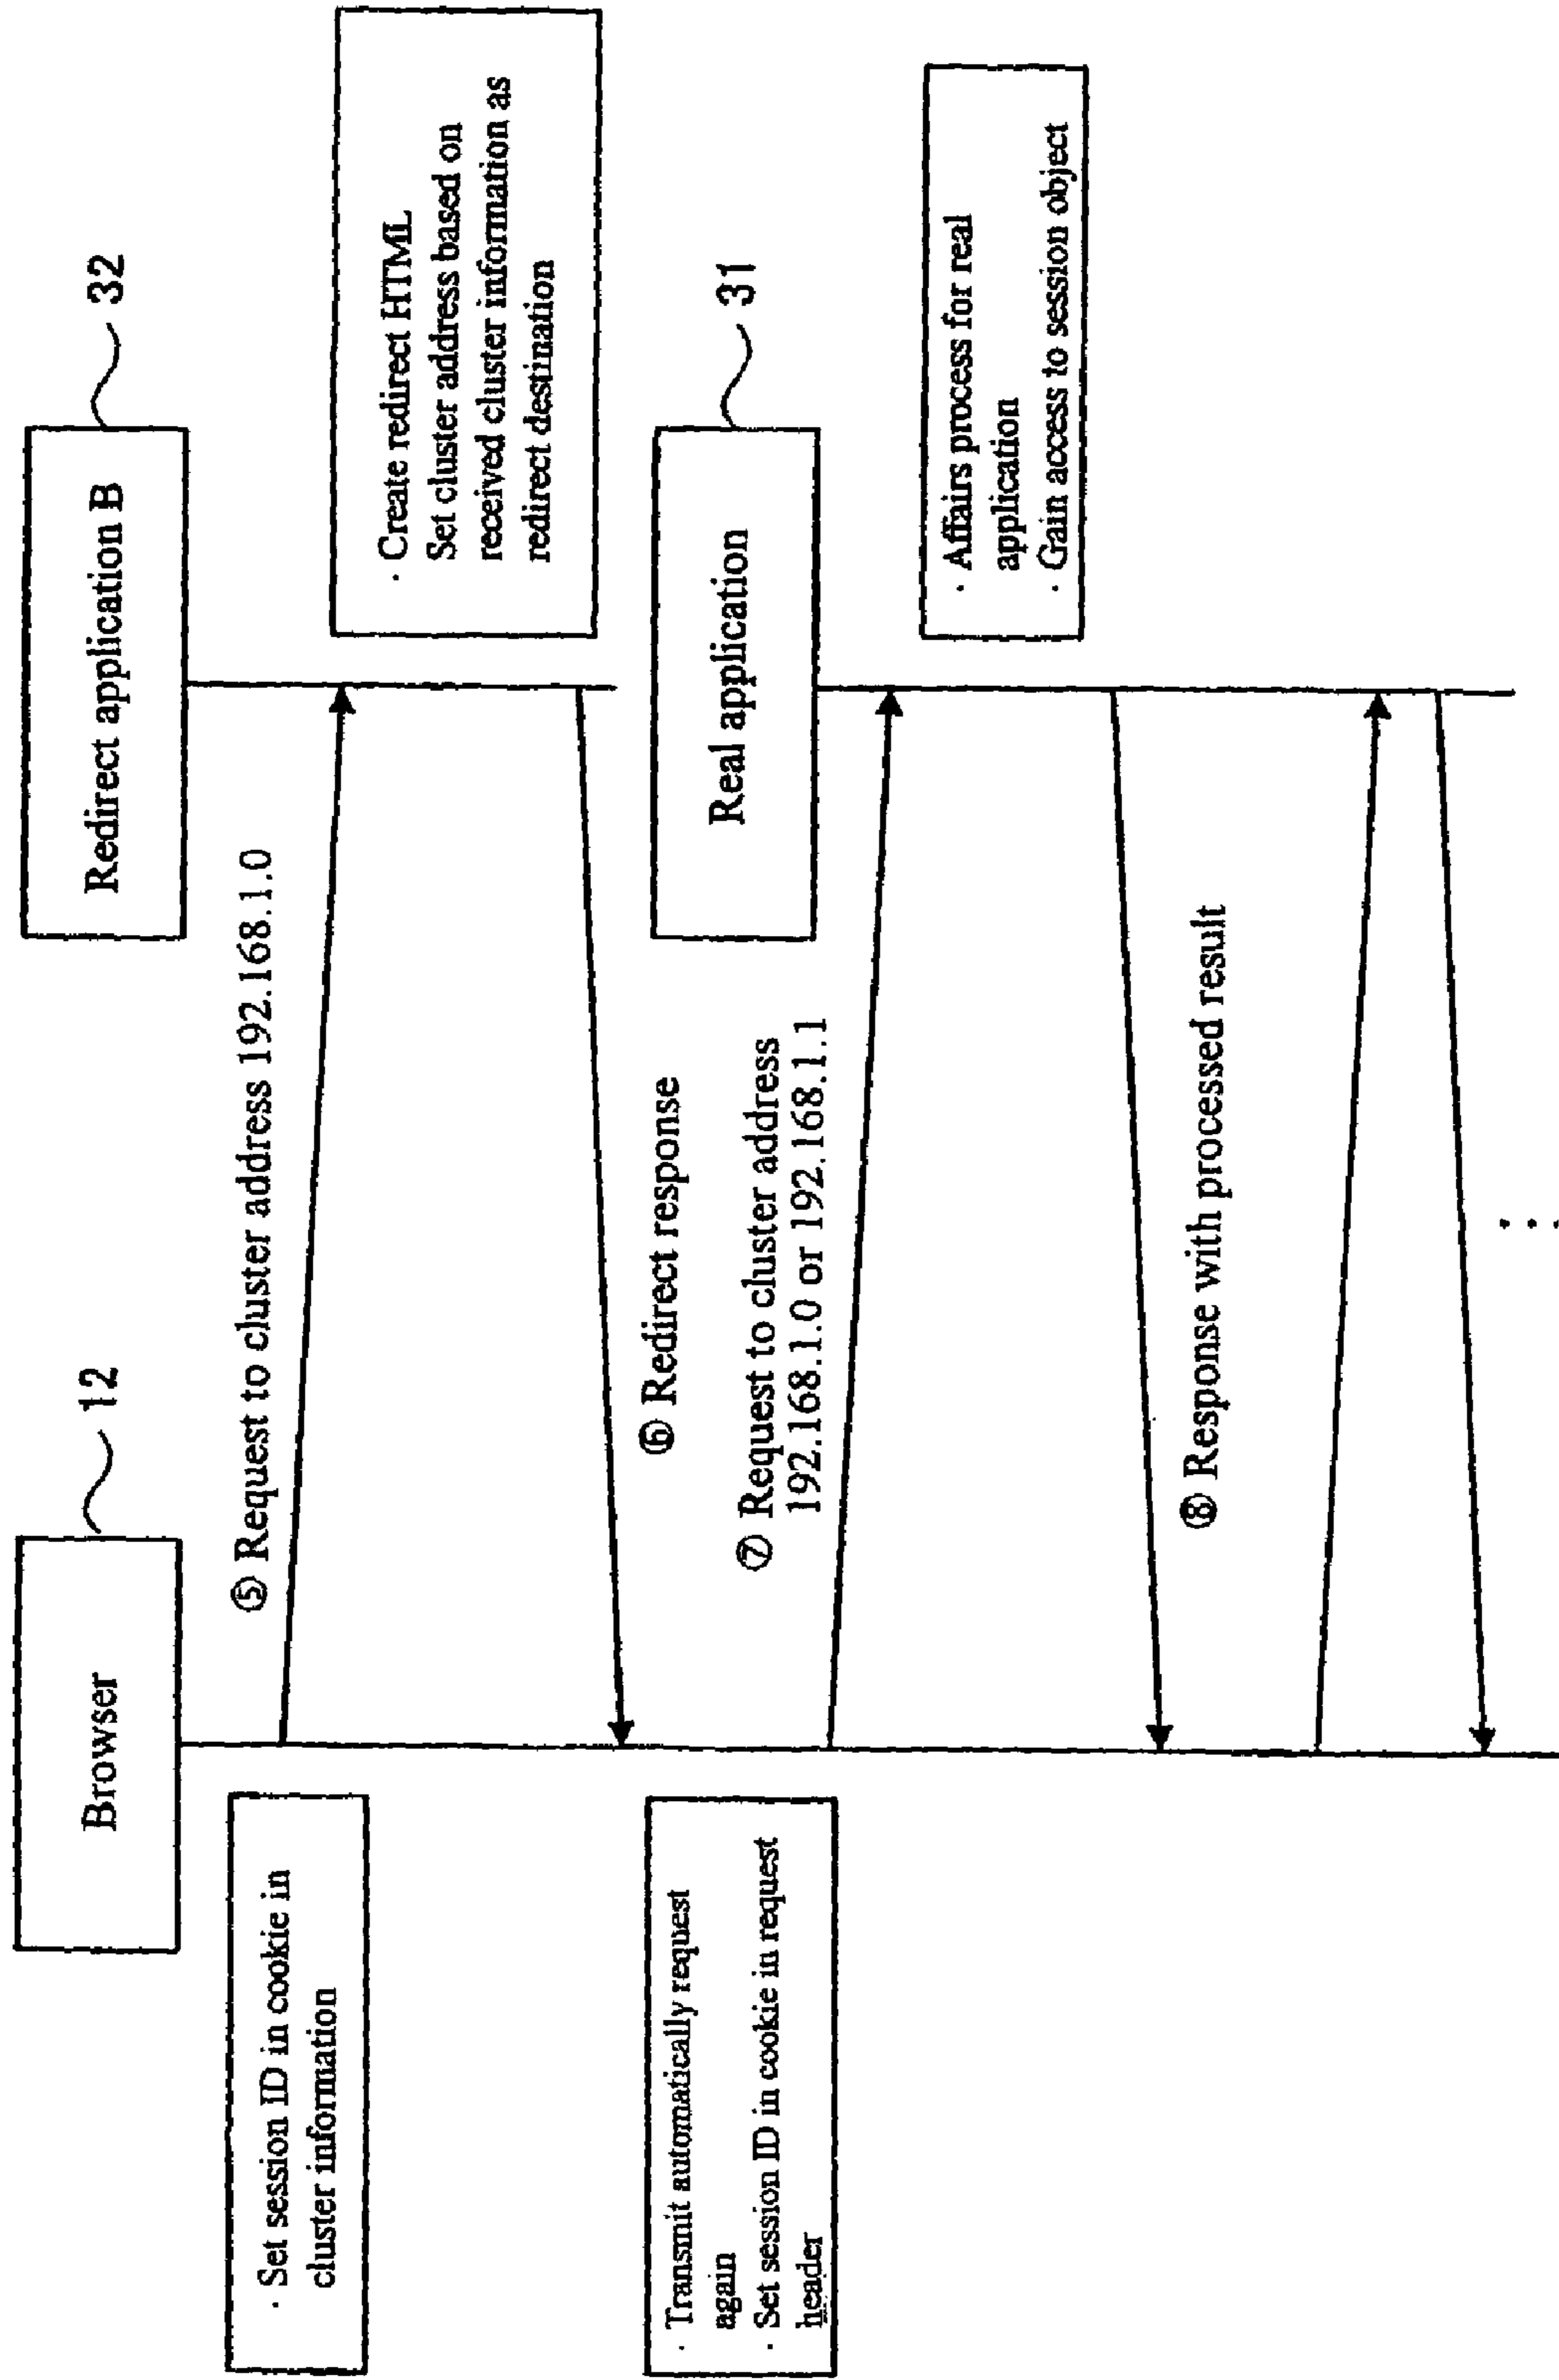 Browser
12
Redirect application B
32
· Set session ID in cookie in
cluster information
⑤ Request to cluster address 192.168.1.0
· Create redirect HTML
Set cluster address based on
received cluster information as
redirect destination
⑥ Redirect response
· Transmit automatically request
again
· Set session ID in cookie in request
header
Real application
31
⑦ Request to cluster address
192.168.1.0 or 192.168.1.1
· Affairs process for real
application
· Gain access to session object
⑧ Response with processed result